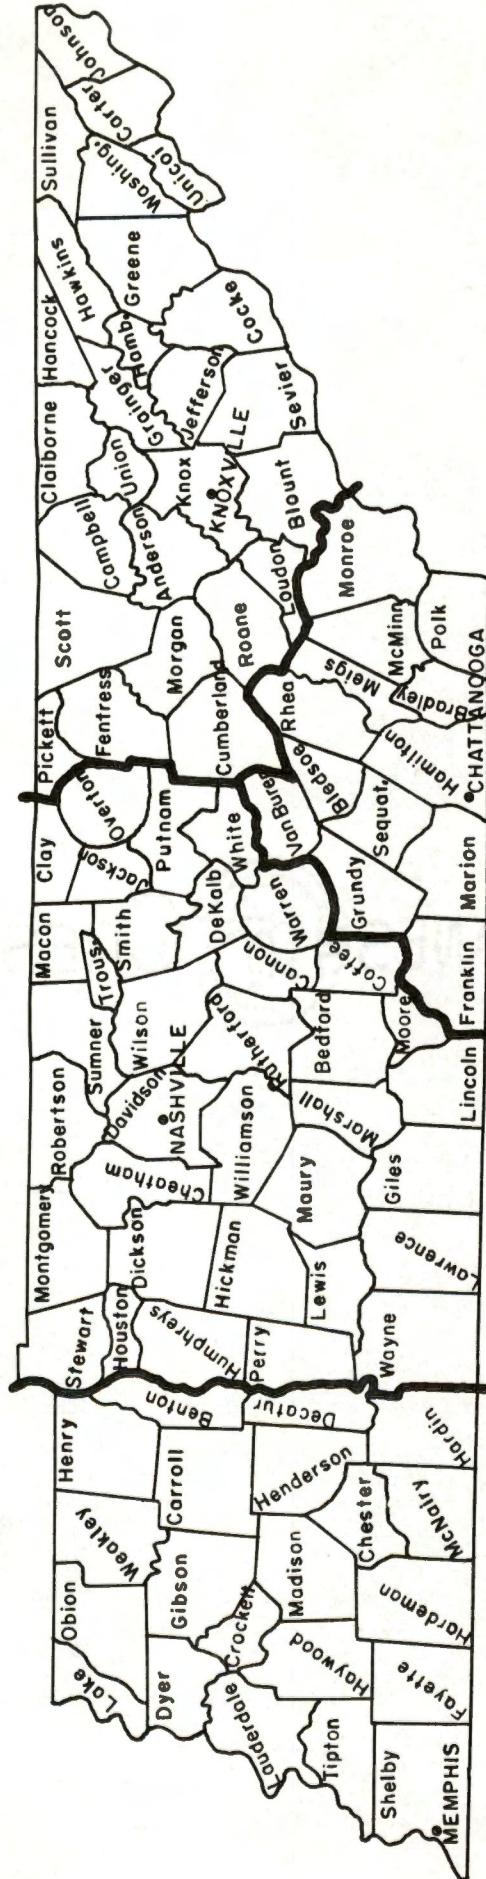 Lake
Obion
Weakley
Henry
Stewart
Montgomery
Robertson
Sumner
Macon
Clay
Pickett
Scott
Campbell
Claiborne
Hancock
Hawkins
Sullivan
Johnson
Carter
Dyer
Gibson
Carroll
Benton
Houston
Humphreys
Dickson
Cheatham
Davidson
NASHVILLE
Wilson
Trous.
Smith
Jackson
Overton
Putnam
Fentress
Morgan
Anderson
Union
Grainger
Hamb.
Greene
Washing.
Unicoi
Lauderdale
Crockett
Haywood
Madison
Henderson
Decatur
Perry
Hickman
Williamson
Rutherford
Cannon
DeKalb
White
Cumberland
Roane
Loudon
Knox
KNOXVILLE
Jefferson
Cocke
Sevier
Blount
Tipton
Chester
Lewis
Maury
Marshall
Bedford
Coffee
Warren
Van Buren
Bledsoe
Rhea
Meigs
McMinn
Monroe
Shelby
MEMPHIS
Fayette
Hardeman
McNairy
Hardin
Wayne
Lawrence
Giles
Lincoln
Moore
Franklin
Grundy
Sequat.
Marion
Hamilton
CHATTANOOGA
Bradley
Polk